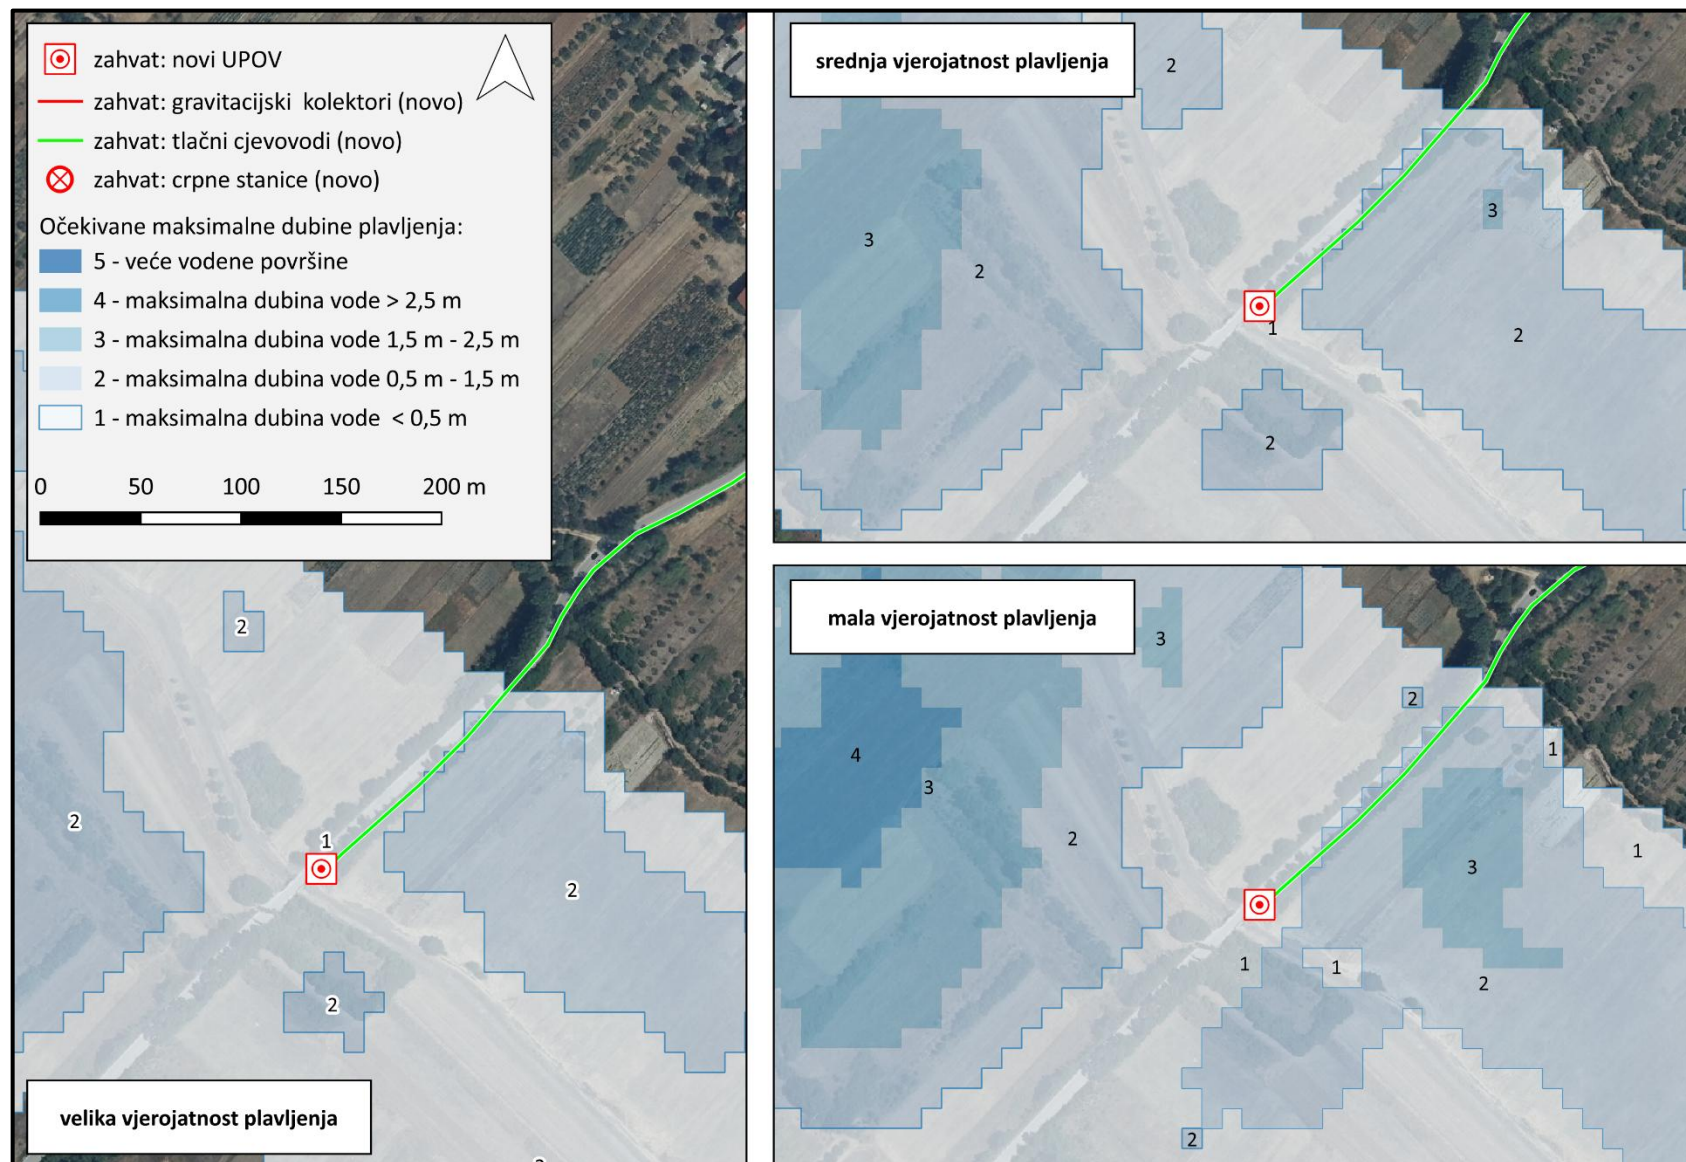 zahvat: novi UPOV
zahvat: gravitacijski kolektori (novo)
zahvat: tlačni cjevovodi (novo)
zahvat: crpne stanice (novo)
Očekivane maksimalne dubine plavljenja:
5 - veće vodene površine
4 - maksimalna dubina vode > 2,5 m
3 - maksimalna dubina vode 1,5 m - 2,5 m
2 - maksimalna dubina vode 0,5 m - 1,5 m
1 - maksimalna dubina vode < 0,5 m
0 50 100 150 200 m
2
2
1
2
2
velika vjerojatnost plavljenja
srednja vjerojatnost plavljenja
2
3
3
2
1
2
2
mala vjerojatnost plavljenja
3
2
4
1
3
2
1
3
1
1
2
2